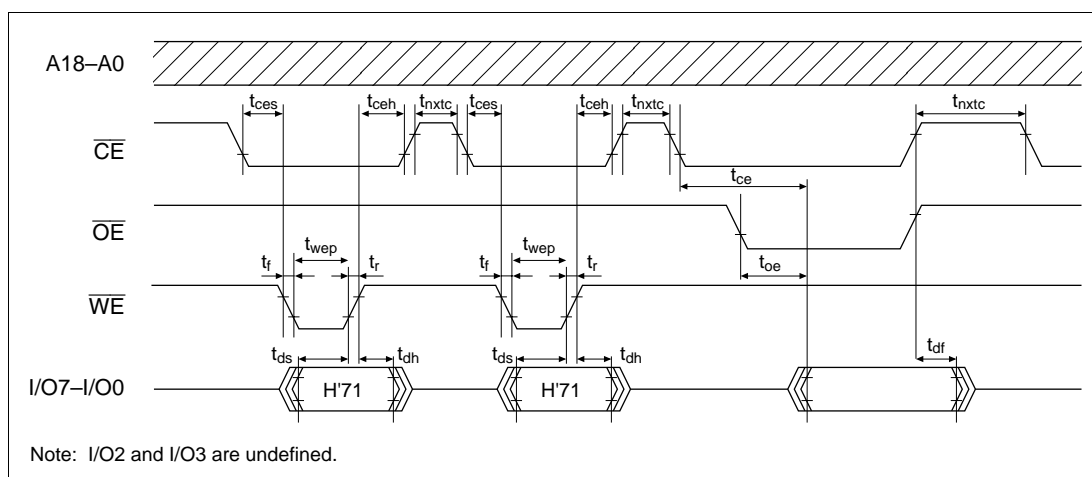 A18–A0
tces tceh tnxtc tces tceh tnxtc tnxtc
CE
tce
OE
twep twep
tf tr tf tr toe
WE
tds tdh tds tdh tdf
I/O7–I/O0 H'71 H'71
Note: I/O2 and I/O3 are undefined.